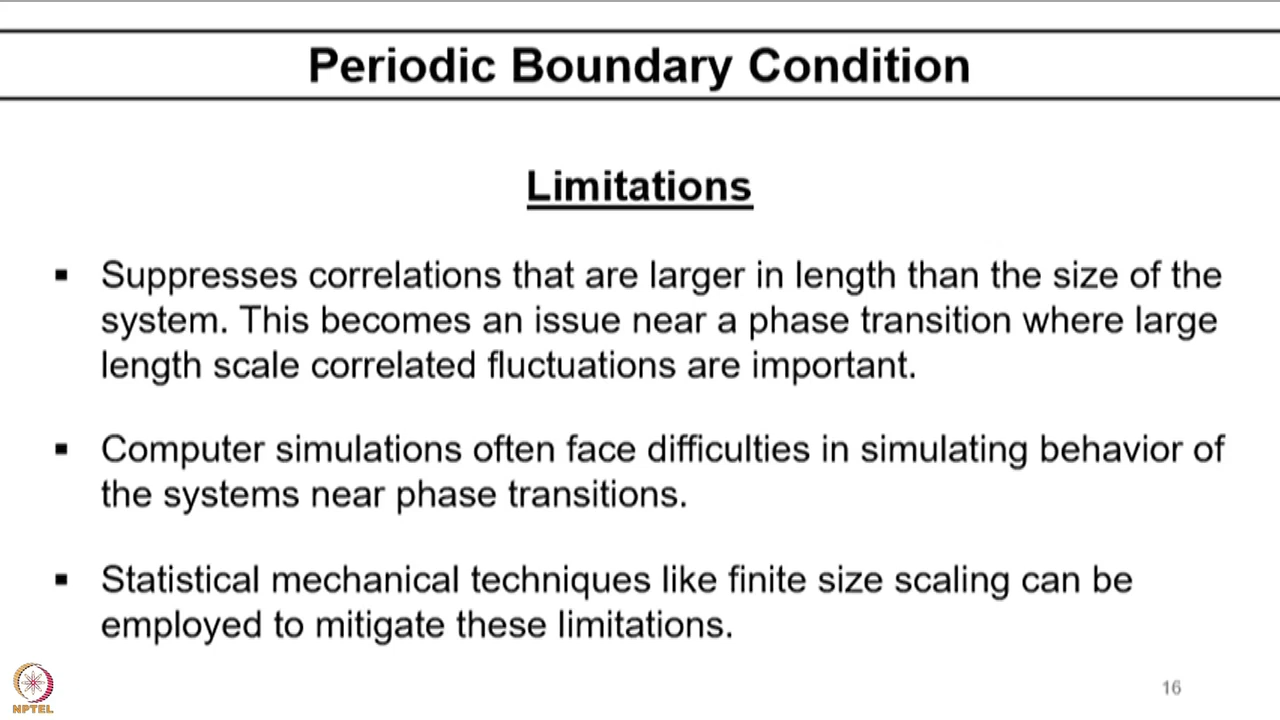 Periodic Boundary Condition
Limitations
▪ Suppresses correlations that are larger in length than the size of the
system. This becomes an issue near a phase transition where large
length scale correlated fluctuations are important.
▪ Computer simulations often face difficulties in simulating behavior of
the systems near phase transitions.
▪ Statistical mechanical techniques like finite size scaling can be
employed to mitigate these limitations.
NPTEL
16